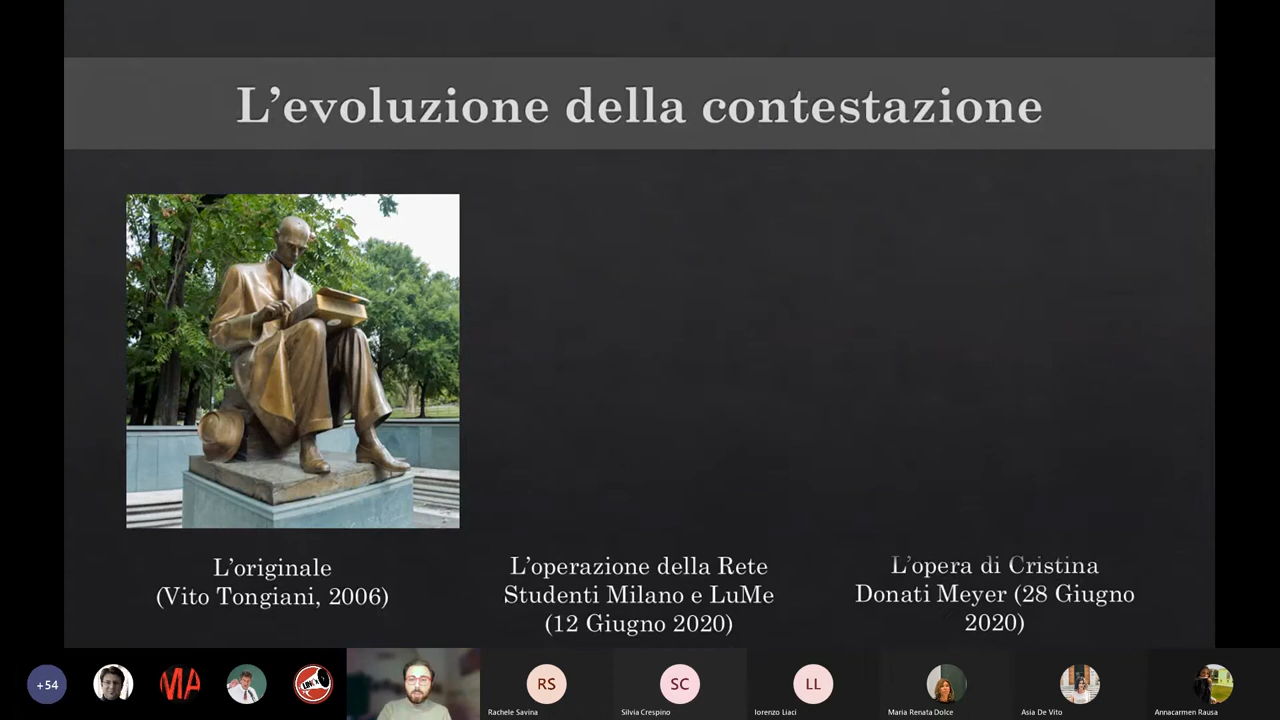 L'evoluzione della contestazione
L'originale
(Vito Tongiani, 2006)
L'operazione della Rete
Studenti Milano e LuMe
(12 Giugno 2020)
L'opera di Cristina
Donati Meyer (28 Giugno
2020)
+54
MA
RS
SC
LL
Rachele Savina
Silvia Crespino
lorenzo Liaci
Maria Renata Dolce
Asia De Vito
Annacarmen Rausa